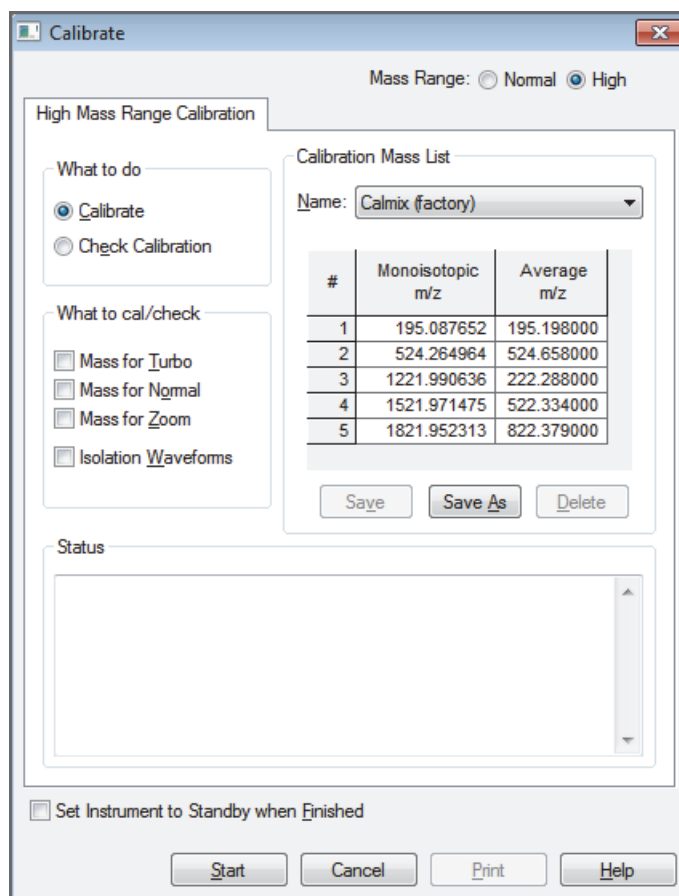 Calibrate
Mass Range: Normal High
High Mass Range Calibration
What to do
Calibrate
Check Calibration
What to cal/check
Mass for Turbo
Mass for Normal
Mass for Zoom
Isolation Waveforms
Calibration Mass List
Name: Calmix (factory)
# Monoisotopic m/z Average m/z
1 195.087652 195.198000
2 524.264964 524.658000
3 1221.990636 222.288000
4 1521.971475 522.334000
5 1821.952313 822.379000
Save Save As Delete
Status
Set Instrument to Standby when Finished
Start Cancel Print Help